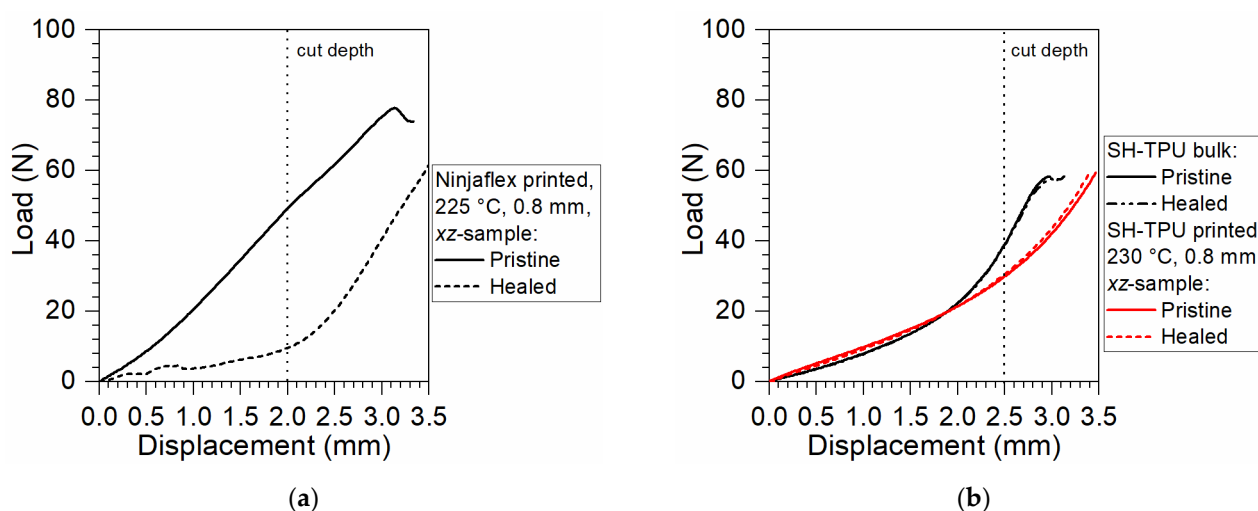 100
80
60
40
20
0
Load (N)
cut depth
0.0 0.5 1.0 1.5 2.0 2.5 3.0 3.5
Displacement (mm)
Ninjaflex printed,
225 °C, 0.8 mm,
xz-sample:
Pristine
Healed
(a)
100
80
60
40
20
0
Load (N)
cut depth
0.0 0.5 1.0 1.5 2.0 2.5 3.0 3.5
Displacement (mm)
SH-TPU bulk:
Pristine
Healed
SH-TPU printed
230 °C, 0.8 mm
xz-sample:
Pristine
Healed
(b)